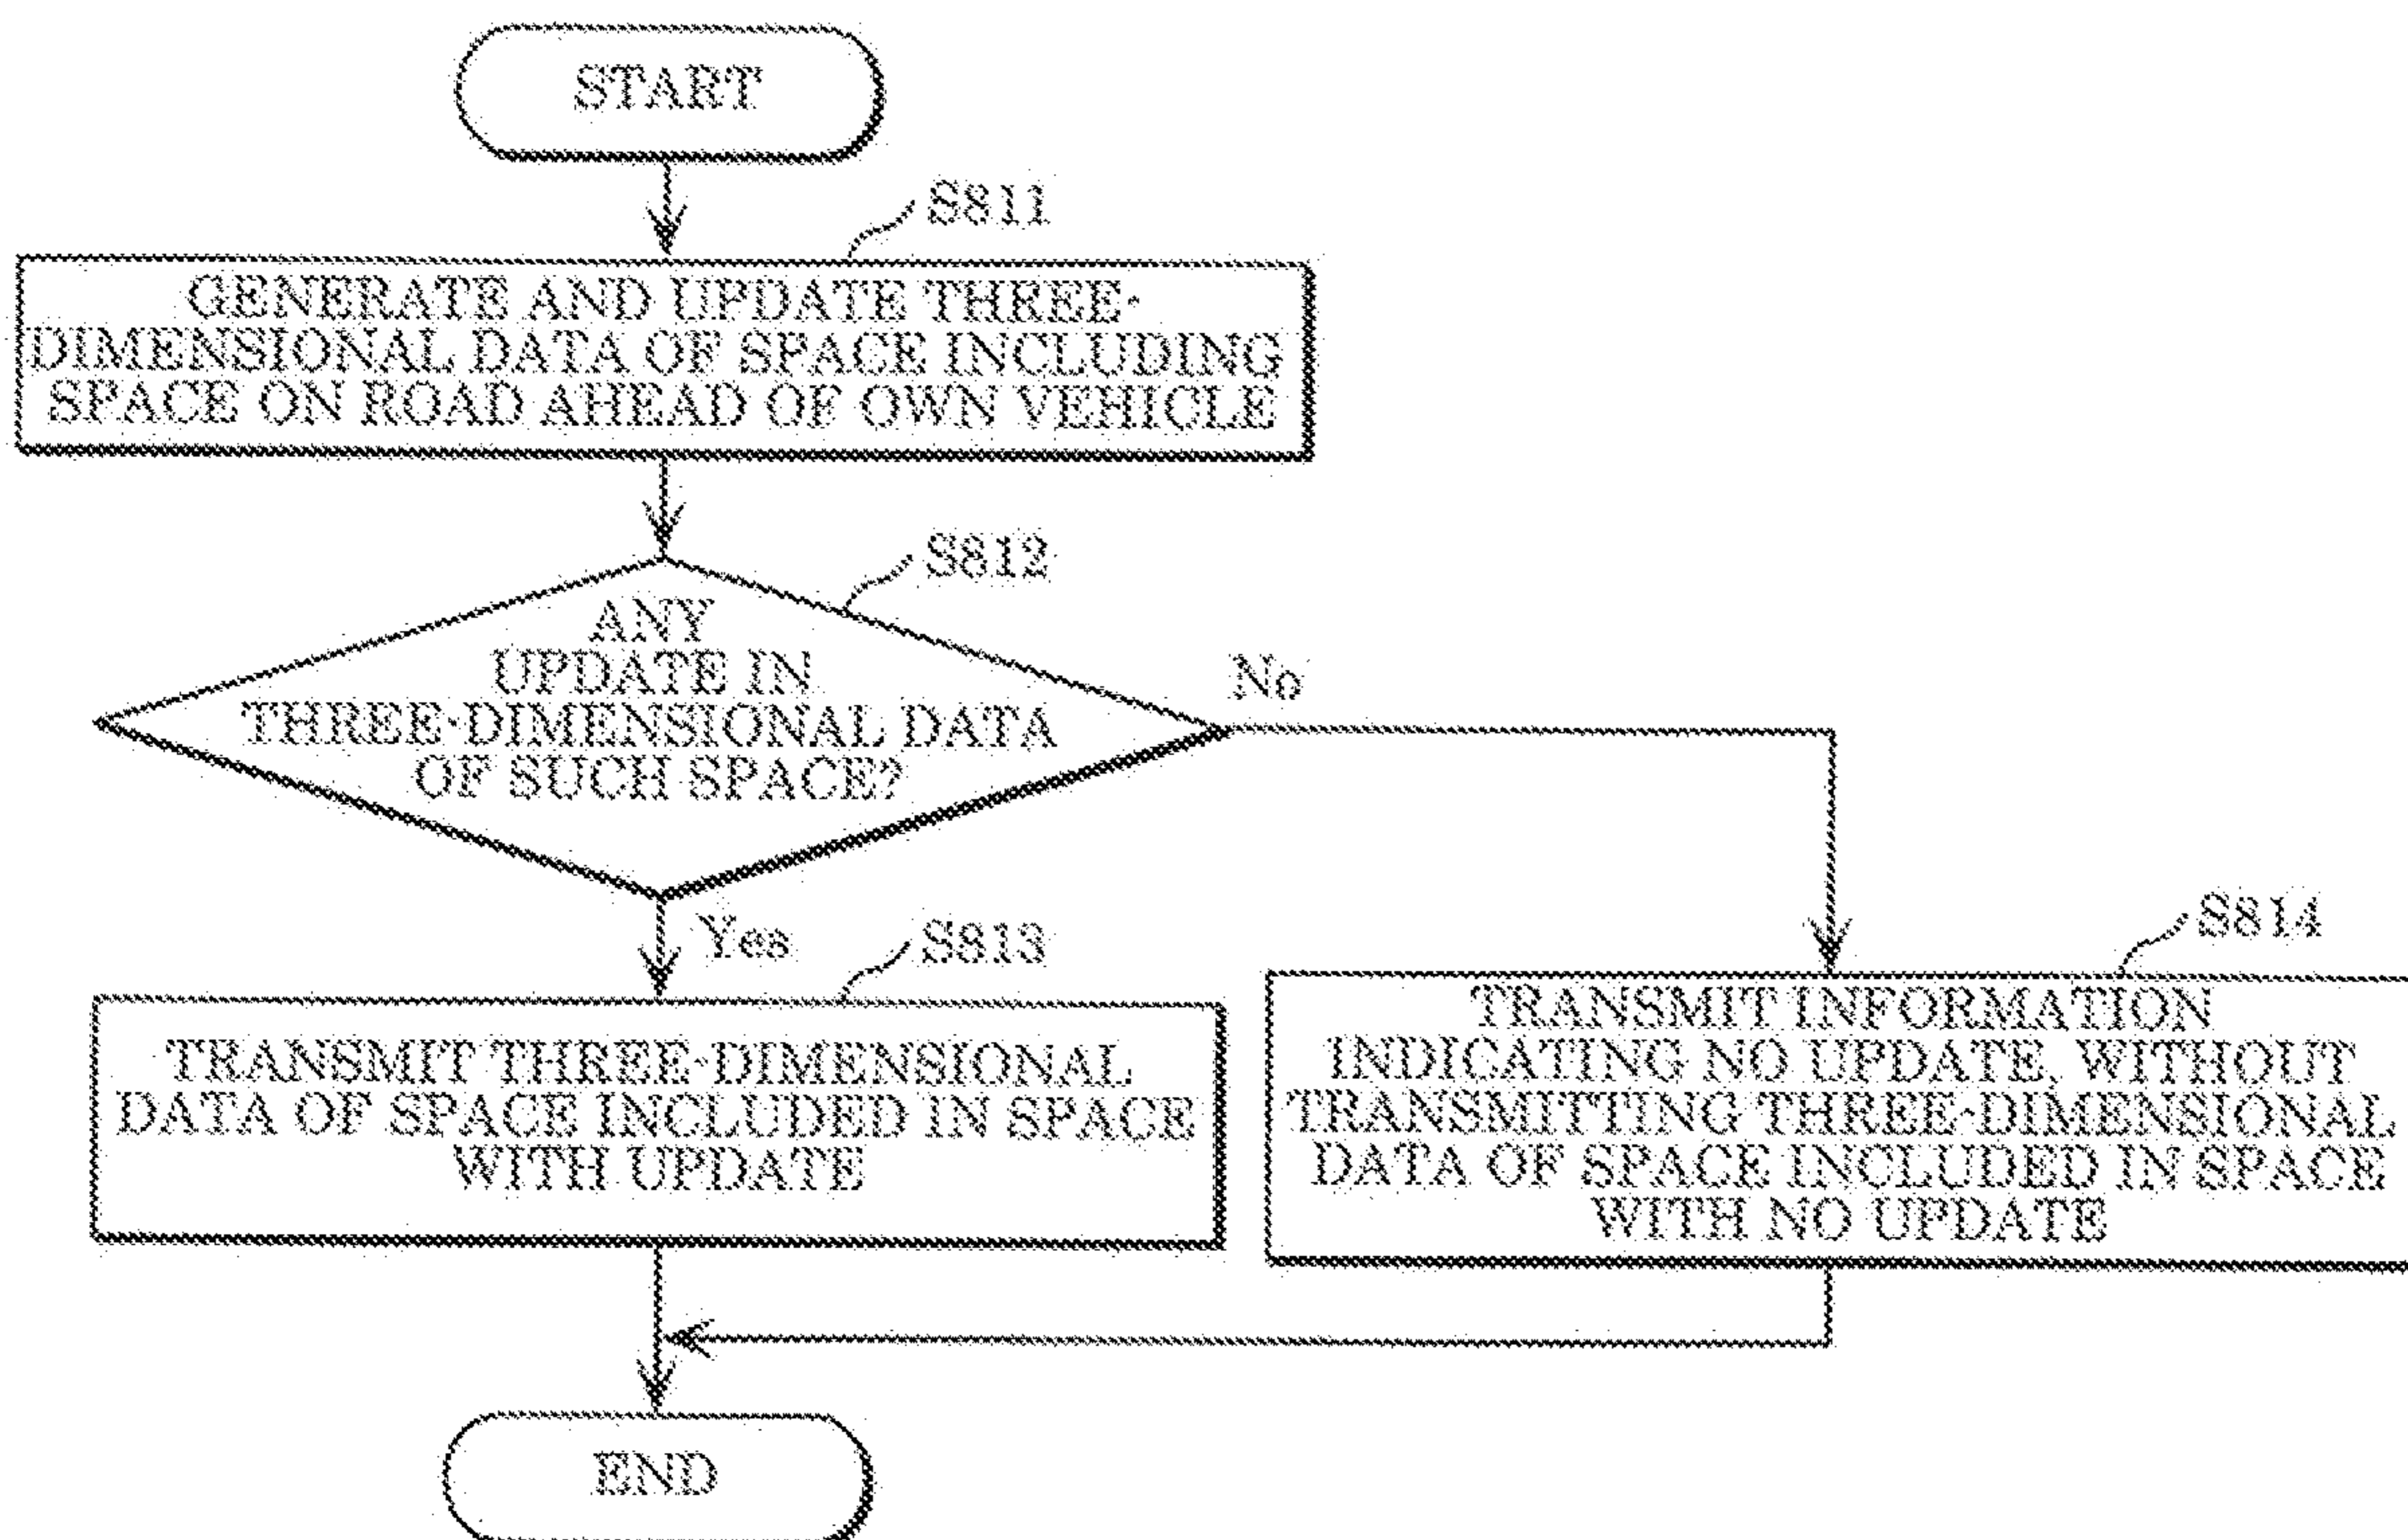 START
S811
GENERATE AND UPDATE THREE-
DIMENSIONAL DATA OF SPACE INCLUDING
SPACE ON ROAD AHEAD OF OWN VEHICLE
S812
ANY
UPDATE IN
THREE-DIMENSIONAL DATA
OF SUCH SPACE?
No
Yes
S813
TRANSMIT THREE-DIMENSIONAL
DATA OF SPACE INCLUDED IN SPACE
WITH UPDATE
S814
TRANSMIT INFORMATION
INDICATING NO UPDATE, WITHOUT
TRANSMITTING THREE-DIMENSIONAL
DATA OF SPACE INCLUDED IN SPACE
WITH NO UPDATE
END